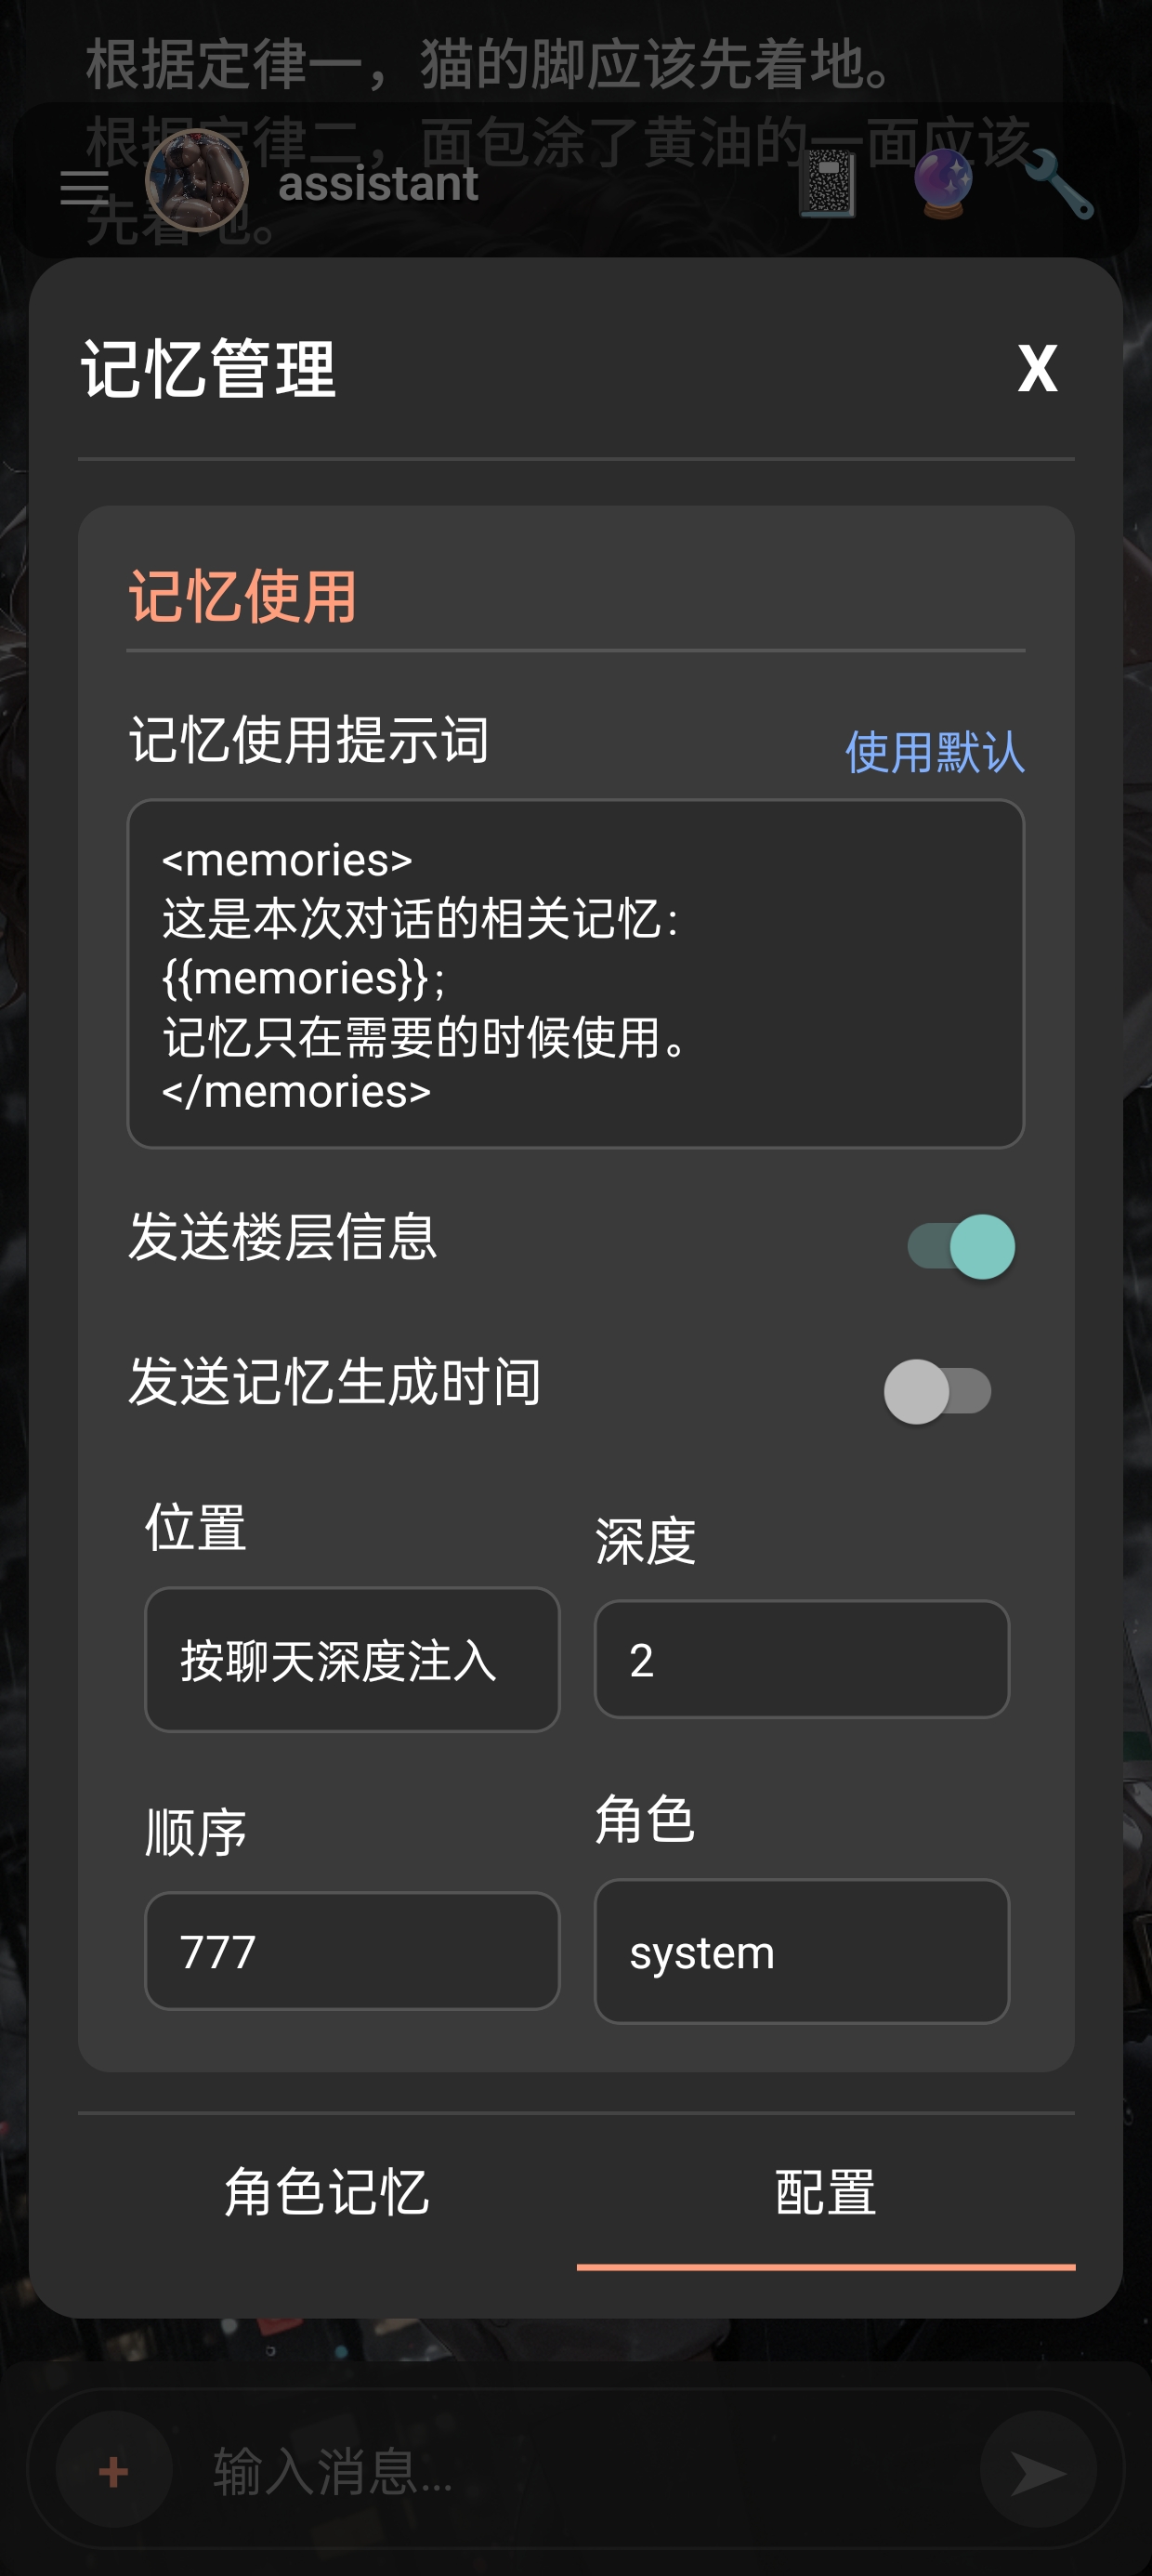 根据定律一，猫的脚应该先着地。
根据定律二，面包涂了黄油的一面应该
先着地。
assistant
记忆管理
X
记忆使用
记忆使用提示词
使用默认
<memories>
这是本次对话的相关记忆：
{{memories}}；
记忆只在需要的时候使用。
</memories>
发送楼层信息
发送记忆生成时间
位置
深度
按聊天深度注入
2
顺序
角色
777
system
角色记忆
配置
+
输入消息...